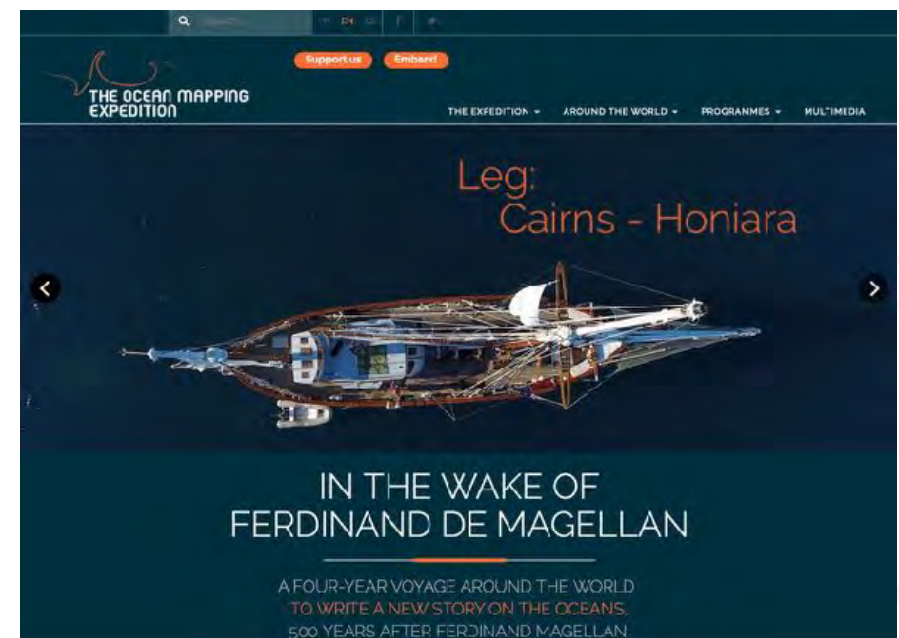 EN
Support us
Embard
THE OCEAN MAPPING
EXPEDITION
THE EXPEDITION
AROUND THE WORLD
PROGRAMMES
MULTIMEDIA
Leg:
Cairns - Honiara
IN THE WAKE OF
FERDINAND DE MAGELLAN
A FOUR-YEAR VOYAGE AROUND THE WORLD
TO WRITE A NEW STORY ON THE OCEANS,
500 YEARS AFTER FERDINAND MAGELLAN